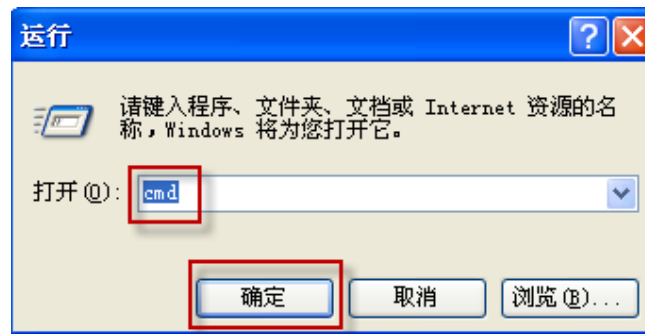 运行
请键入程序、文件夹、文档或 Internet 资源的名
称，Windows 将为您打开它。
打开(O): cmd
确定 取消 浏览(B)...